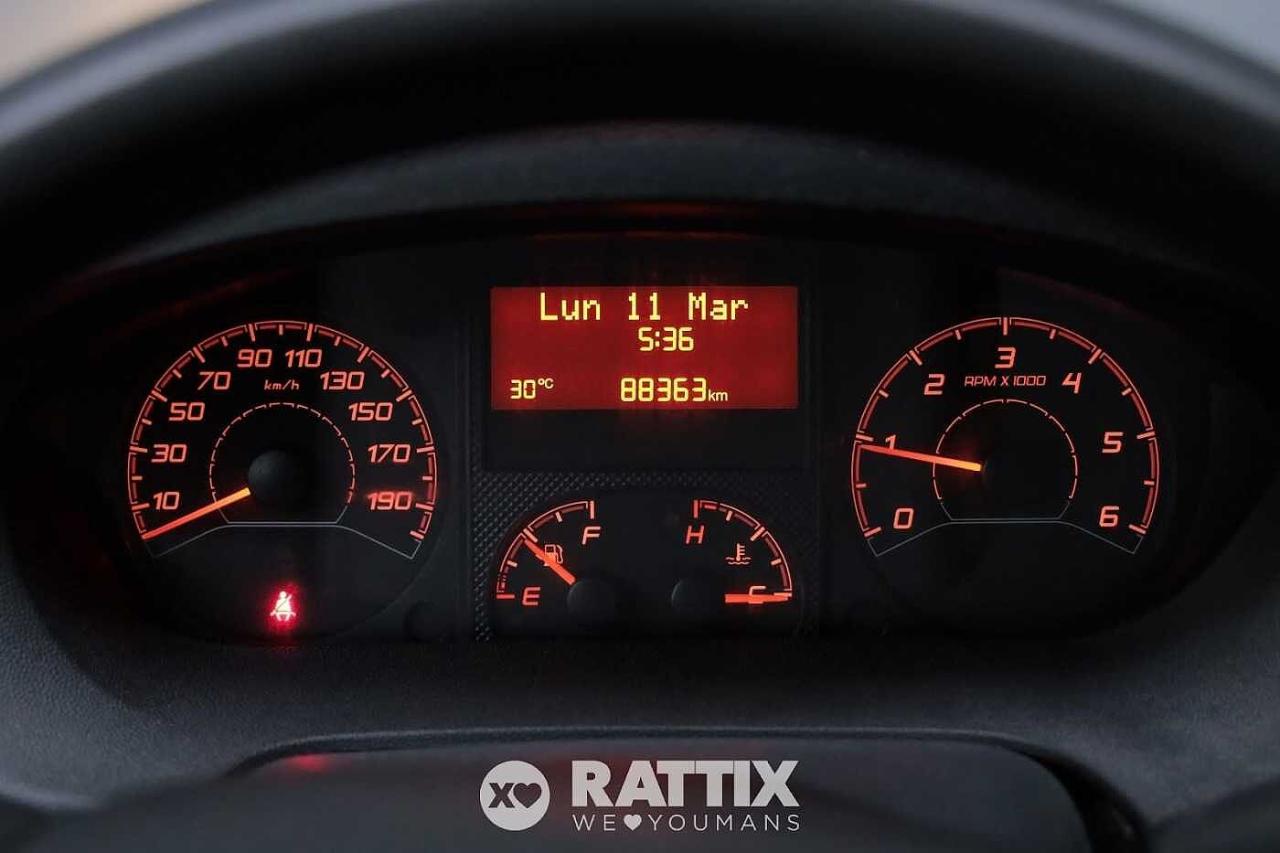 Lun 11 Mar
5:36
30°C 88363km
10
30
50
70
90
110
130
150
170
190
km/h
0
1
2
3
4
5
6
RPM X 1000
E
F
H
C
XO
RATTIX
WE♥YOUMANS